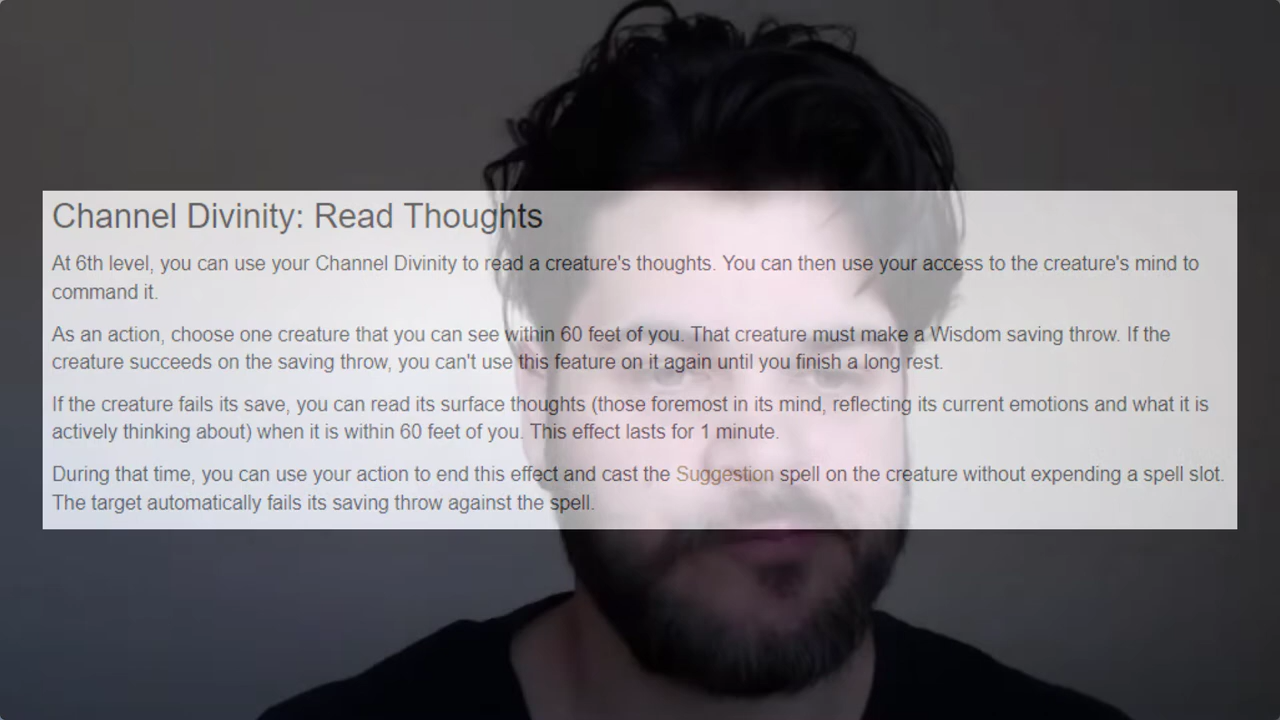 Channel Divinity: Read Thoughts
At 6th level, you can use your Channel Divinity to read a creature's thoughts. You can then use your access to the creature's mind to
command it.
As an action, choose one creature that you can see within 60 feet of you. That creature must make a Wisdom saving throw. If the
creature succeeds on the saving throw, you can't use this feature on it again until you finish a long rest.
If the creature fails its save, you can read its surface thoughts (those foremost in its mind, reflecting its current emotions and what it is
actively thinking about) when it is within 60 feet of you. This effect lasts for 1 minute.
During that time, you can use your action to end this effect and cast the Suggestion spell on the creature without expending a spell slot.
The target automatically fails its saving throw against the spell.